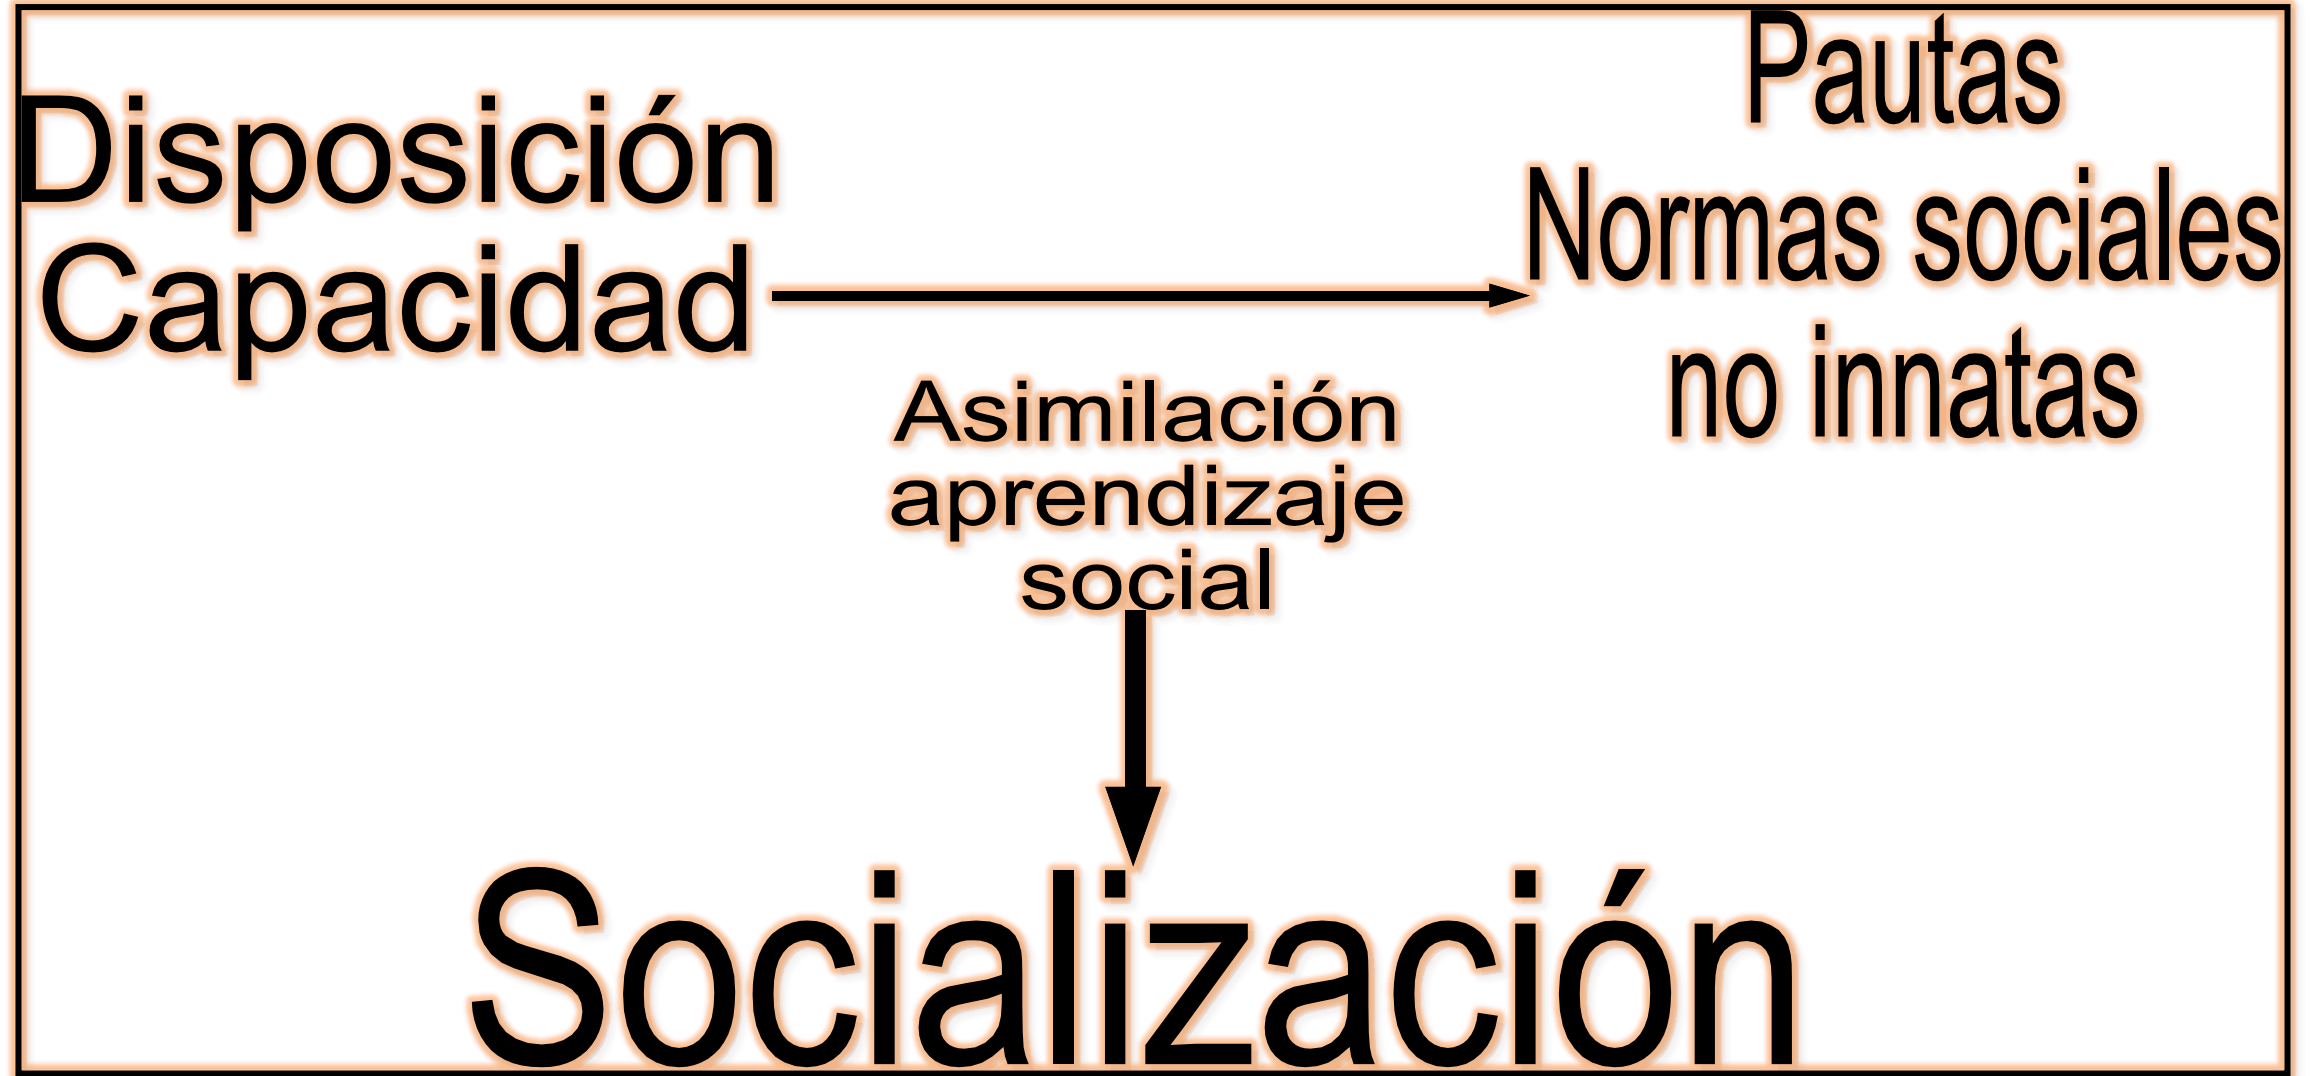 Disposición
Capacidad
Pautas
Normas sociales
no innatas
Asimilación
aprendizaje
social
Socialización